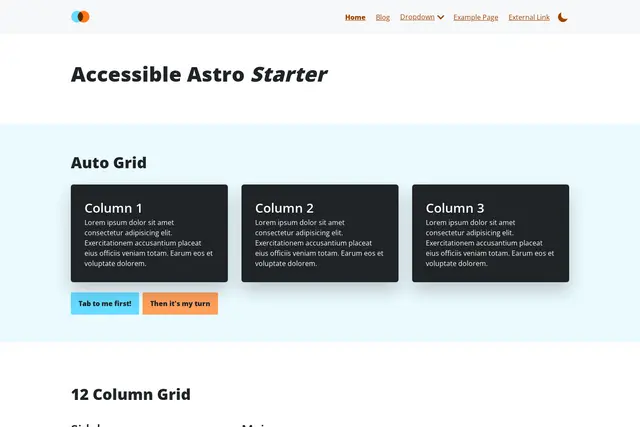 Home Blog Dropdown Example Page External Link
Accessible Astro Starter
Auto Grid
Column 1
Lorem ipsum dolor sit amet
consectetur adipisicing elit.
Exercitationem accusantium placeat
eius officiis veniam totam. Earum eos et
voluptate dolorem.
Column 2
Lorem ipsum dolor sit amet
consectetur adipisicing elit.
Exercitationem accusantium placeat
eius officiis veniam totam. Earum eos et
voluptate dolorem.
Column 3
Lorem ipsum dolor sit amet
consectetur adipisicing elit.
Exercitationem accusantium placeat
eius officiis veniam totam. Earum eos et
voluptate dolorem.
Tab to me first! Then it's my turn
12 Column Grid